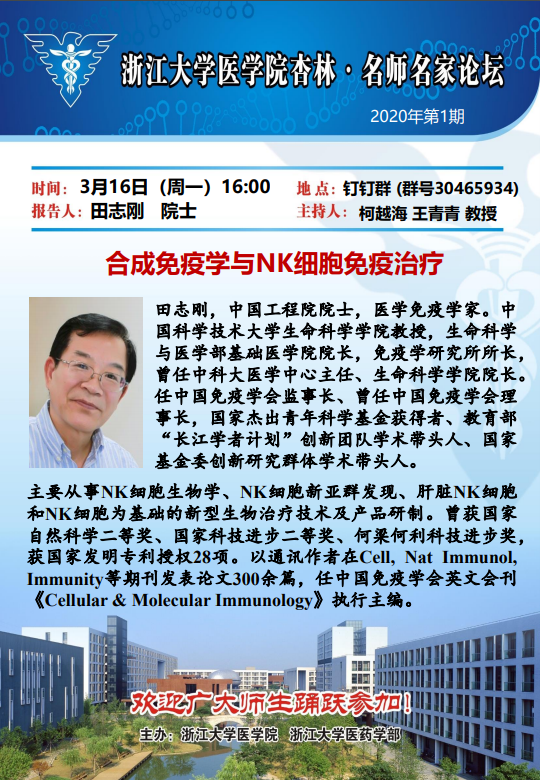 浙江大学医学院杏林·名师名家论坛
2020年第1期
时间：3月16日（周一）16:00
地点：钉钉群 (群号30465934)
报告人：田志刚 院士
主持人：柯越海 王青青 教授
合成免疫学与NK细胞免疫治疗
田志刚，中国工程院院士，医学免疫学家。中
国科学技术大学生命科学学院教授，生命科学
与医学部基础医学院院长，免疫学研究所所长，
曾任中科大医学中心主任、生命科学学院院长。
任中国免疫学会监事长、曾任中国免疫学会理
事长，国家杰出青年科学基金获得者、教育部
“长江学者计划”创新团队学术带头人、国家
基金委创新研究群体学术带头人。
主要从事NK细胞生物学、NK细胞新亚群发现、肝脏NK细胞
和NK细胞为基础的新型生物治疗技术及产品研制。曾获国家
自然科学二等奖、国家科技进步二等奖、何梁何利科技进步奖，
获国家发明专利授权28项。以通讯作者在Cell, Nat Immunol,
Immunity等期刊发表论文300余篇，任中国免疫学会英文会刊
《Cellular & Molecular Immunology》执行主编。
欢迎广大师生踊跃参加！
主办：浙江大学医学院 浙江大学医药学部